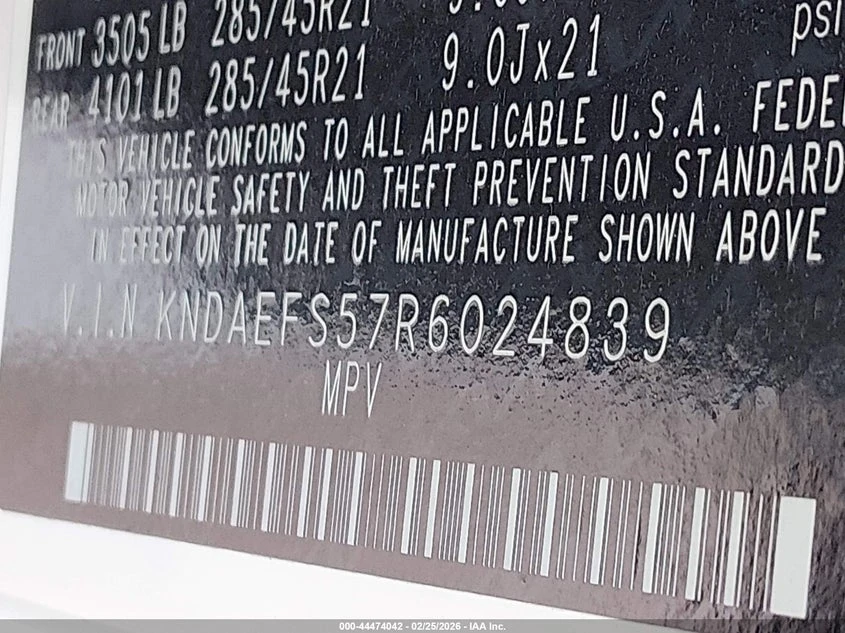 FRONT 3505 LB 285/45R21
REAR 4101 LB 285/45R21 9.0Jx21 psi
THIS VEHICLE CONFORMS TO ALL APPLICABLE U.S.A. FEDE
MOTOR VEHICLE SAFETY AND THEFT PREVENTION STANDARD
IN EFFECT ON THE DATE OF MANUFACTURE SHOWN ABOVE
V.I.N KNDAEFS57R6024839
MPV
000-44474042 - 02/25/2026 - IAA Inc.